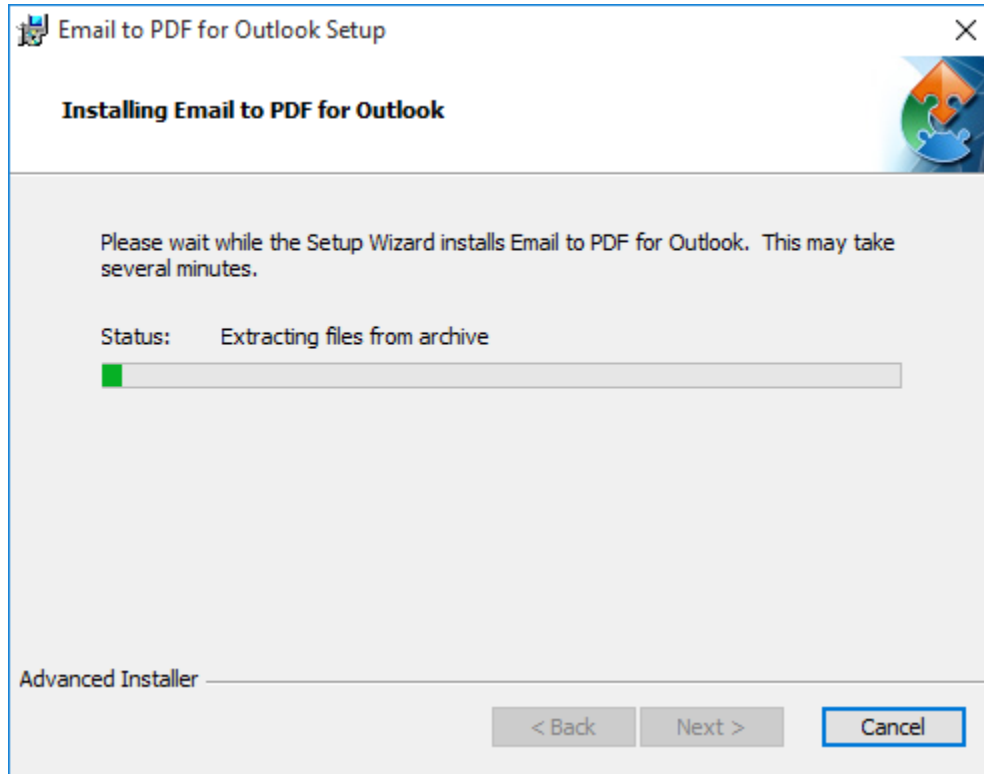 Email to PDF for Outlook Setup
Installing Email to PDF for Outlook
Please wait while the Setup Wizard installs Email to PDF for Outlook.  This may take
several minutes.
Status: Extracting files from archive
Advanced Installer
< Back Next > Cancel